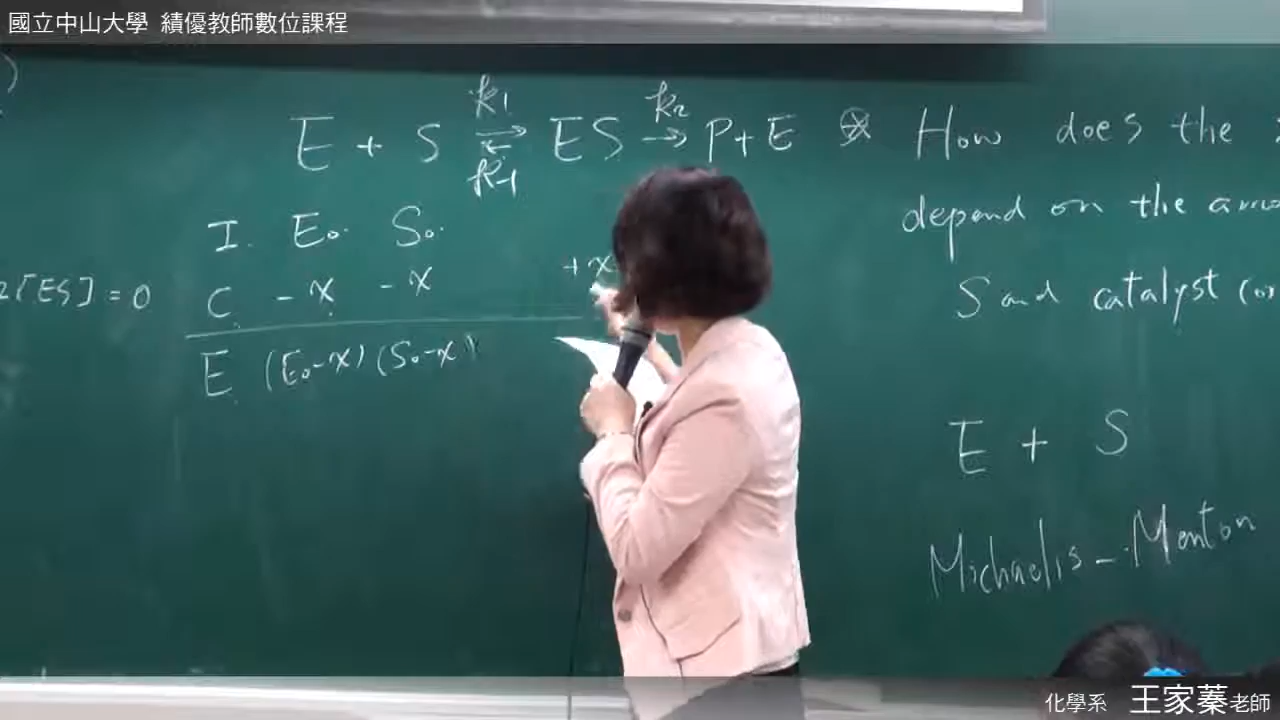 國立中山大學 績優教師數位課程
k1 k2
E + S ⇌ ES → P+E
k-1
I. E0. S0.
C -x -x +x
E (E0-x) (S0-x)
2[ES] = 0
⊗ How does the
depend on the
S and catalyst (or
E + S
Michaelis-Menton
化學系 王家蓁老師